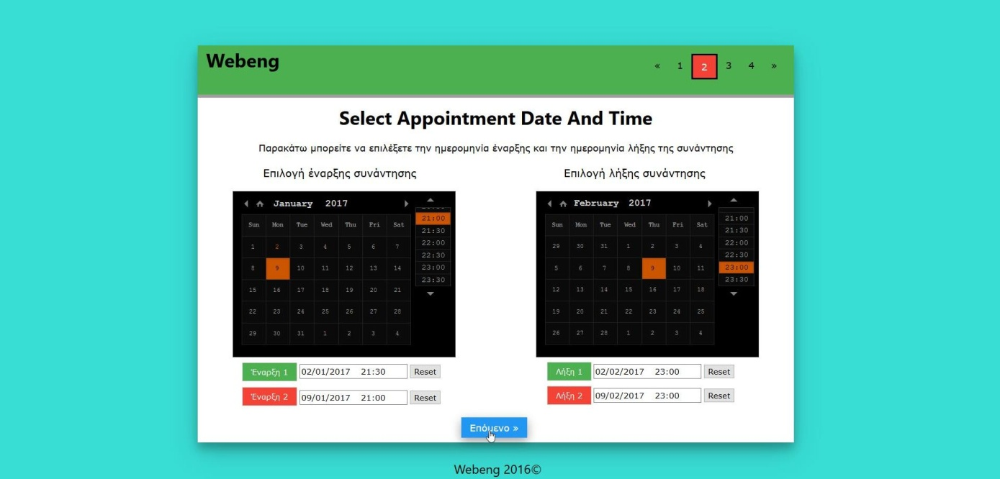 Webeng
« 1 2 3 4 »
Select Appointment Date And Time
Παρακάτω μπορείτε να επιλέξετε την ημερομηνία έναρξης και την ημερομηνία λήξης της συνάντησης
Επιλογή έναρξης συνάντησης
January 2017
Sun Mon Tue Wed Thu Fri Sat
1 2 3 4 5 6 7
8 9 10 11 12 13 14
15 16 17 18 19 20 21
22 23 24 25 26 27 28
29 30 31 1 2 3 4
21:00
21:30
22:00
22:30
23:00
23:30
Έναρξη 1 02/01/2017 21:30 Reset
Έναρξη 2 09/01/2017 21:00 Reset
Επιλογή λήξης συνάντησης
February 2017
Sun Mon Tue Wed Thu Fri Sat
29 30 31 1 2 3 4
5 6 7 8 9 10 11
12 13 14 15 16 17 18
19 20 21 22 23 24 25
26 27 28 1 2 3 4
21:00
21:30
22:00
22:30
23:00
23:30
Λήξη 1 02/02/2017 23:00 Reset
Λήξη 2 09/02/2017 23:00 Reset
Επόμενο »
Webeng 2016©